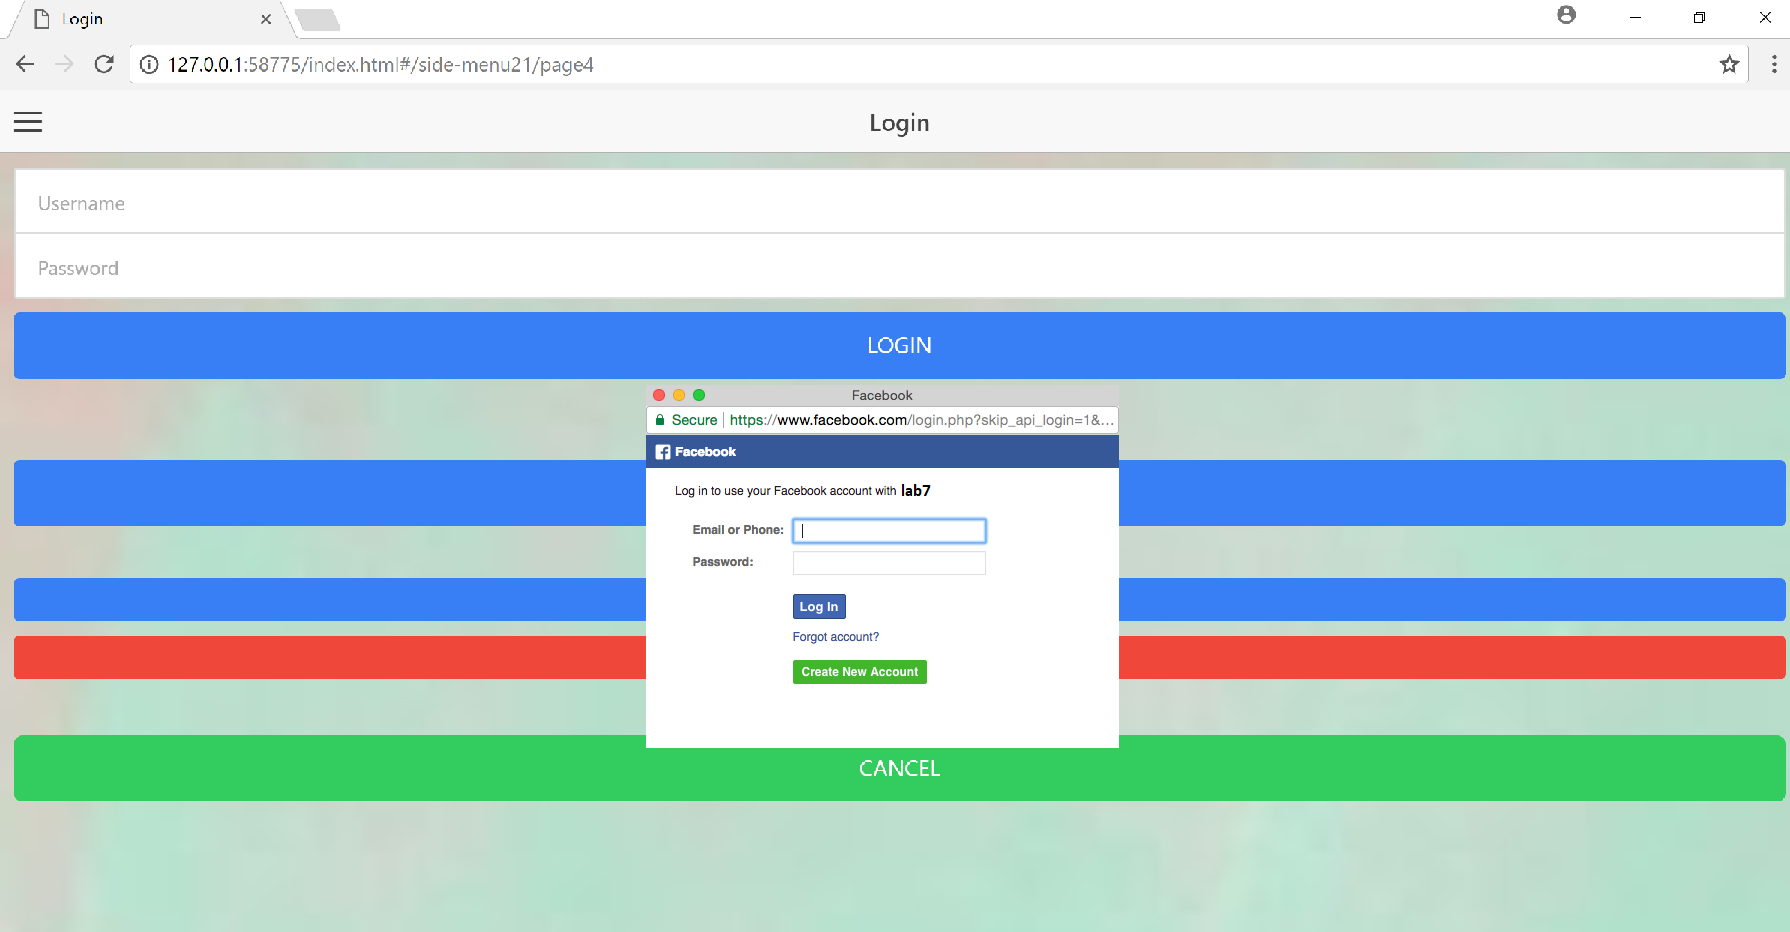 Login
127.0.0.1:58775/index.html#/side-menu21/page4
Login
Username
Password
LOGIN
Facebook
Secure https://www.facebook.com/login.php?skip_api_login=1&...
Facebook
Log in to use your Facebook account with lab7
Email or Phone:
Password:
Log In
Forgot account?
Create New Account
CANCEL